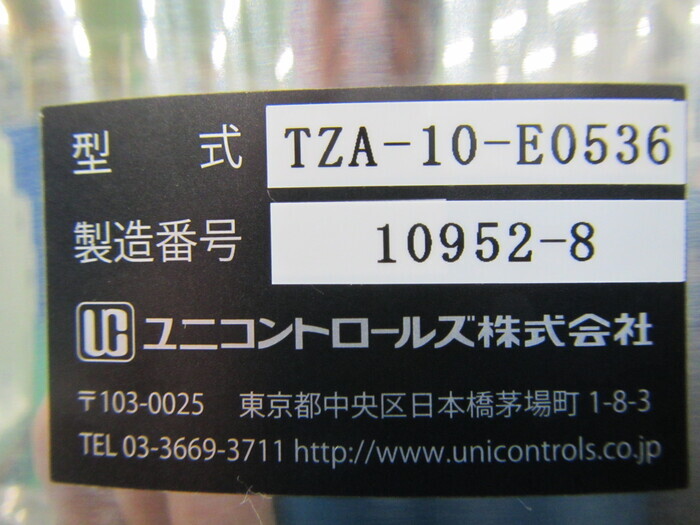 型 式 TZA-10-E0536
製造番号 10952-8
UC ユニコントロールズ株式会社
〒103-0025 東京都中央区日本橋茅場町 1-8-3
TEL 03-3669-3711 http://www.unicontrols.co.jp